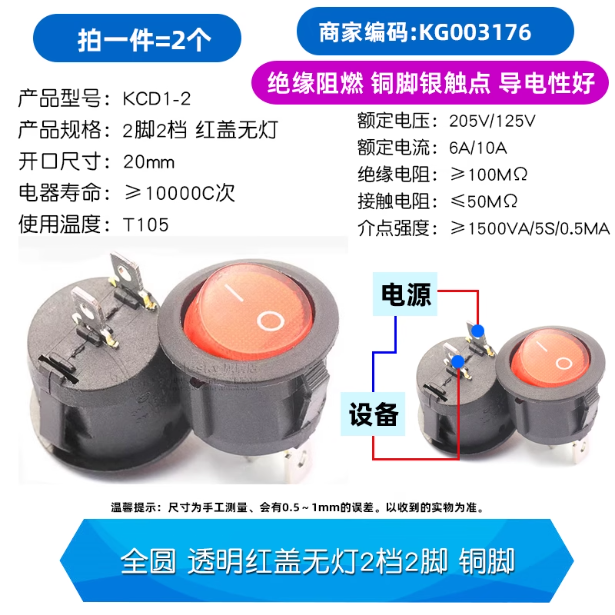 拍一件=2个
商家编码:KG003176
绝缘阻燃 铜脚银触点 导电性好
产品型号: KCD1-2
产品规格: 2脚2档 红盖无灯
开口尺寸: 20mm
电器寿命: ≥10000C次
使用温度: T105
额定电压: 205V/125V
额定电流: 6A/10A
绝缘电阻: ≥100MΩ
接触电阻: ≤50MΩ
介点强度: ≥1500VA/5S/0.5MA
电源
设备
温馨提示: 尺寸为手工测量、会有0.5~1mm的误差。以收到的实物为准。
全圆 透明红盖无灯2档2脚 铜脚